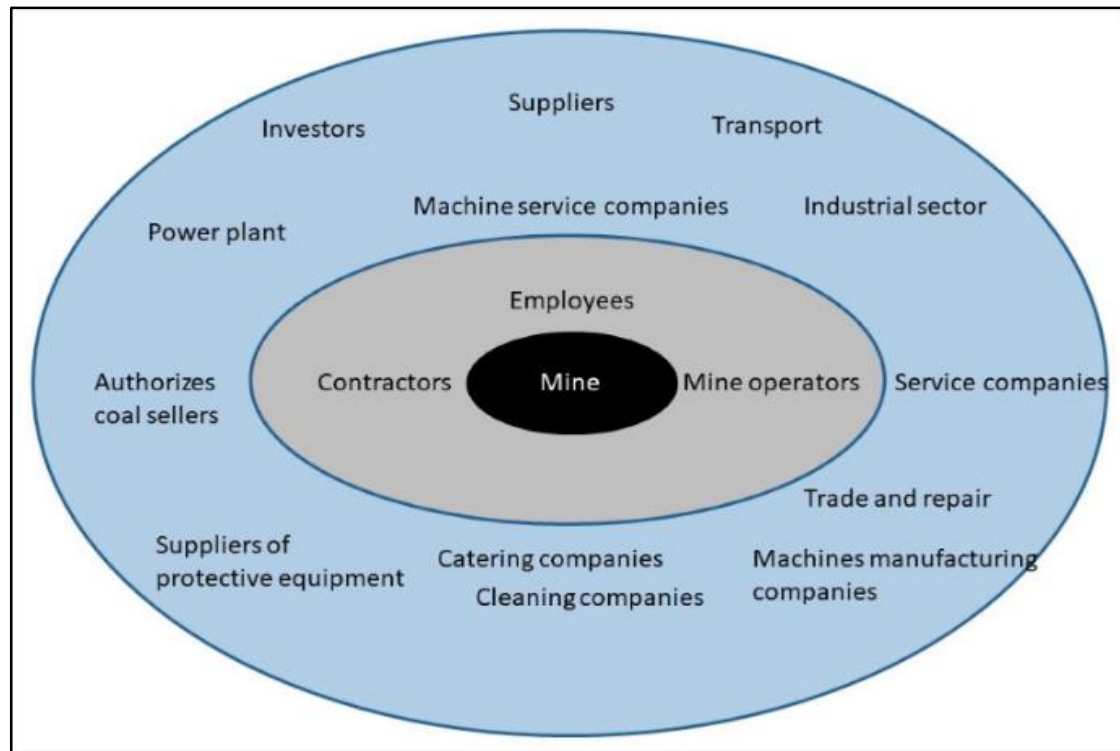 Suppliers
Investors
Transport
Machine service companies
Industrial sector
Power plant
Employees
Authorizes
coal sellers
Contractors
Mine
Mine operators
Service companies
Trade and repair
Suppliers of
protective equipment
Catering companies
Cleaning companies
Machines manufacturing
companies